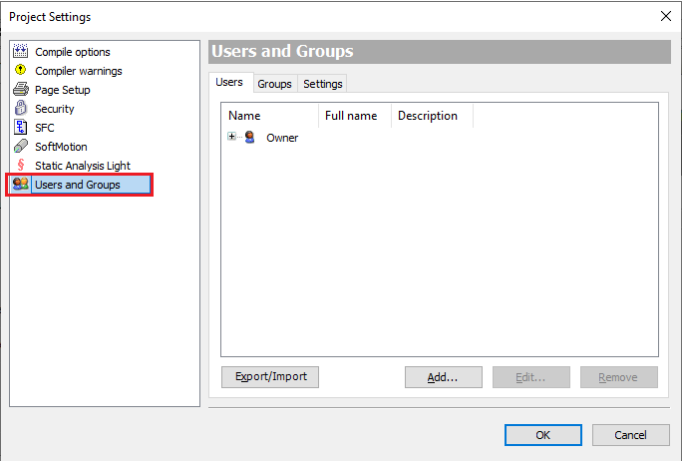 Project Settings
Compile options
Compiler warnings
Page Setup
Security
SFC
SoftMotion
Static Analysis Light
Users and Groups
Users and Groups
Users Groups Settings
Name Full name Description
Owner
Export/Import Add... Edit... Remove
OK Cancel